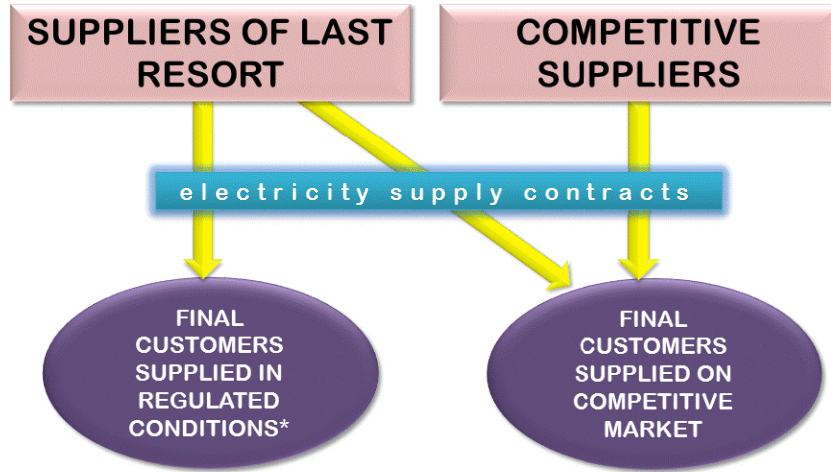 SUPPLIERS OF LAST
RESORT
COMPETITIVE
SUPPLIERS
electricity supply contracts
FINAL
CUSTOMERS
SUPPLIED IN
REGULATED
CONDITIONS*
FINAL
CUSTOMERS
SUPPLIED ON
COMPETITIVE
MARKET